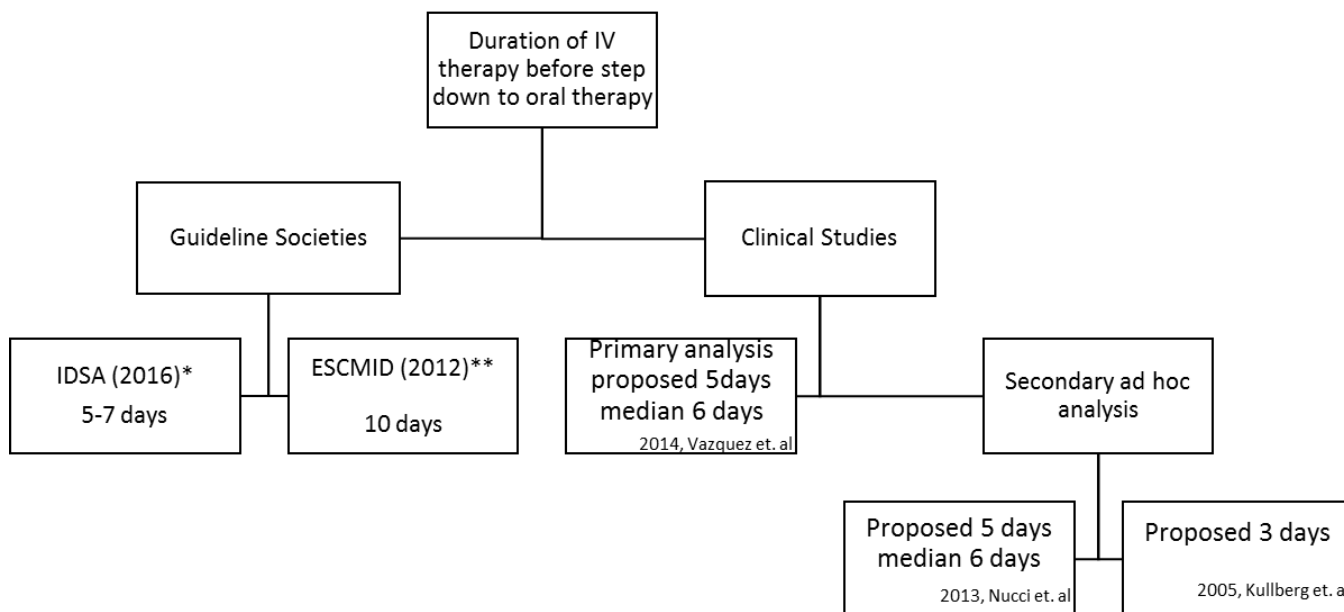 Duration of IV
therapy before step
down to oral therapy
Guideline Societies
Clinical Studies
IDSA (2016)*
5-7 days
ESCMID (2012)**
10 days
Primary analysis
proposed 5days
median 6 days
2014, Vazquez et. al
Secondary ad hoc
analysis
Proposed 5 days
median 6 days
2013, Nucci et. al
Proposed 3 days
2005, Kullberg et. a